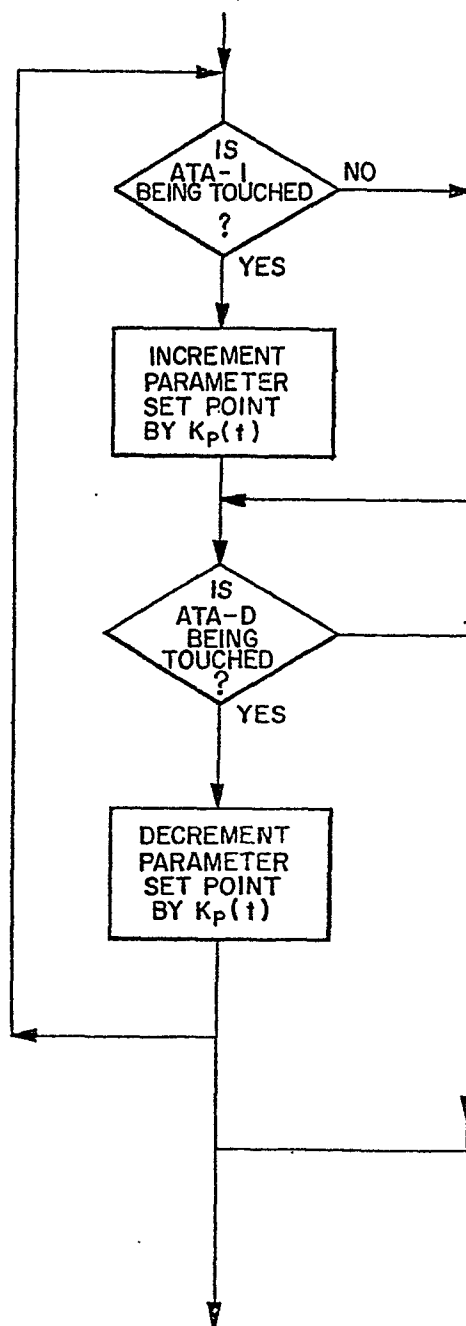 IS
ATA-I
BEING TOUCHED
?
NO
YES
INCREMENT
PARAMETER
SET POINT
BY Kp(t)
IS
ATA-D
BEING
TOUCHED
?
YES
DECREMENT
PARAMETER
SET POINT
BY Kp(t)